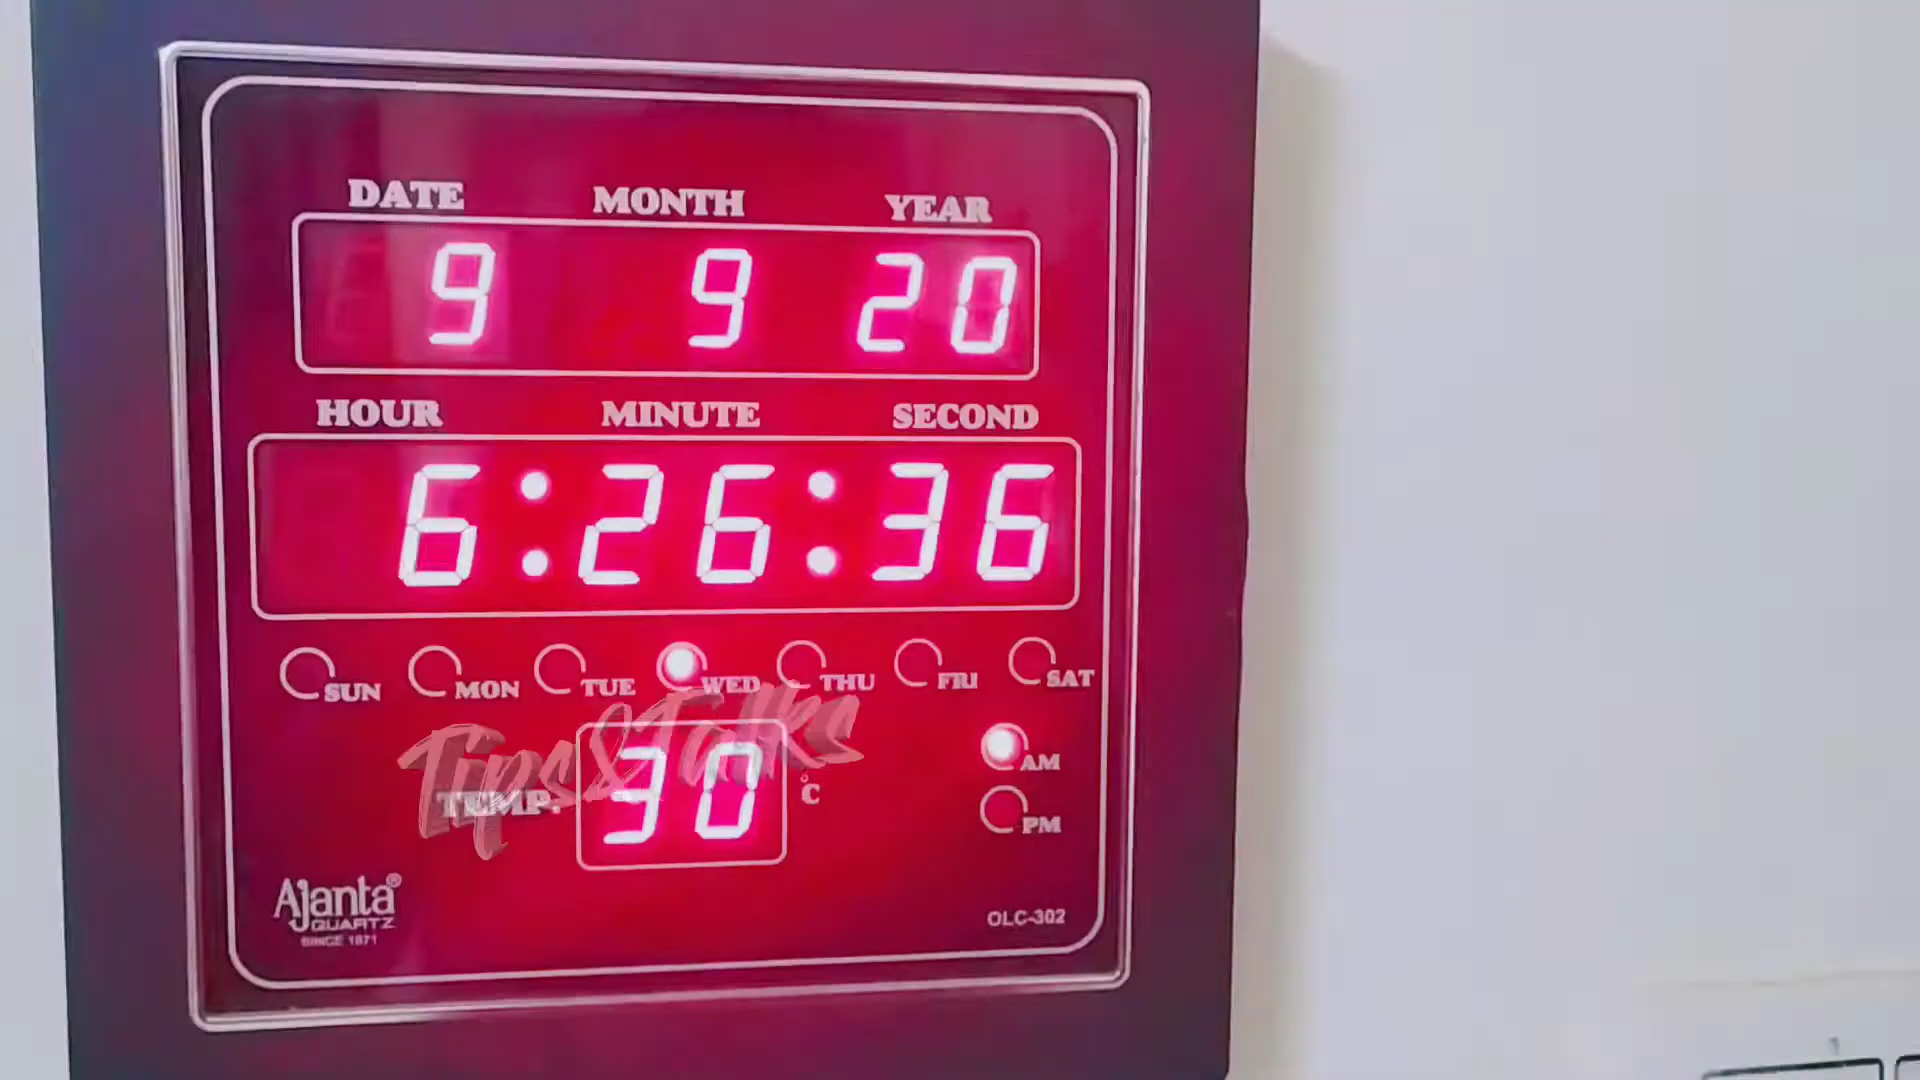 DATE MONTH YEAR
9 9 20
HOUR MINUTE SECOND
6:26:36
SUN MON TUE WED THU FRI SAT
Tips&Talks
TEMP. 30 °C
AM
PM
Ajanta®
QUARTZ
SINCE 1971
OLC-302